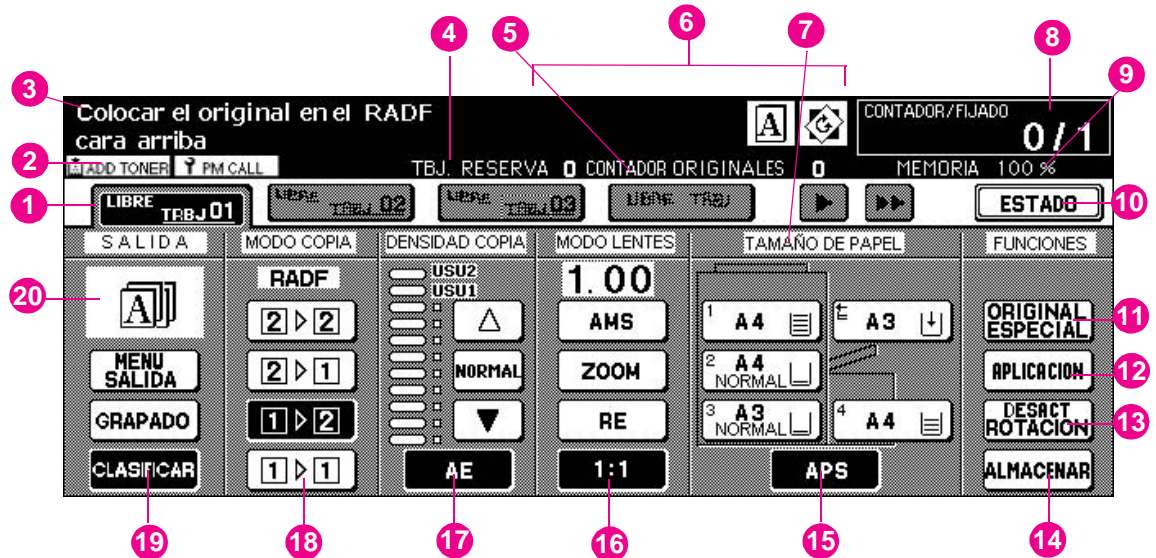 4 5 6 7 8 9
3
Colocar el original en el RADF
cara arriba
A
CONTADOR/FIJADO
0/1
2
ADD TONER PM CALL
TBJ. RESERVA 0 CONTADOR ORIGINALES 0 MEMORIA 100 %
1
LIBRE TRBJ 01
LIBRE TRBJ 02
LIBRE TRBJ 03
LIBRE TRBJ
ESTADO
10
SALIDA MODO COPIA DENSIDAD COPIA MODO LENTES TAMAÑO DE PAPEL FUNCIONES
20
A
MENU
SALIDA
GRAPADO
CLASIFICAR
RADF
2 ▷ 2
2 ▷ 1
1 ▷ 2
1 ▷ 1
USU2
USU1
△
NORMAL
▼
AE
1.00
AMS
ZOOM
RE
1:1
1 A4
A3
2 A4
NORMAL
3 A3
NORMAL
4 A4
APS
ORIGINAL
ESPECIAL
11
APLICACION
12
DESACT
ROTACION
13
ALMACENAR
19 18 17 16 15 14